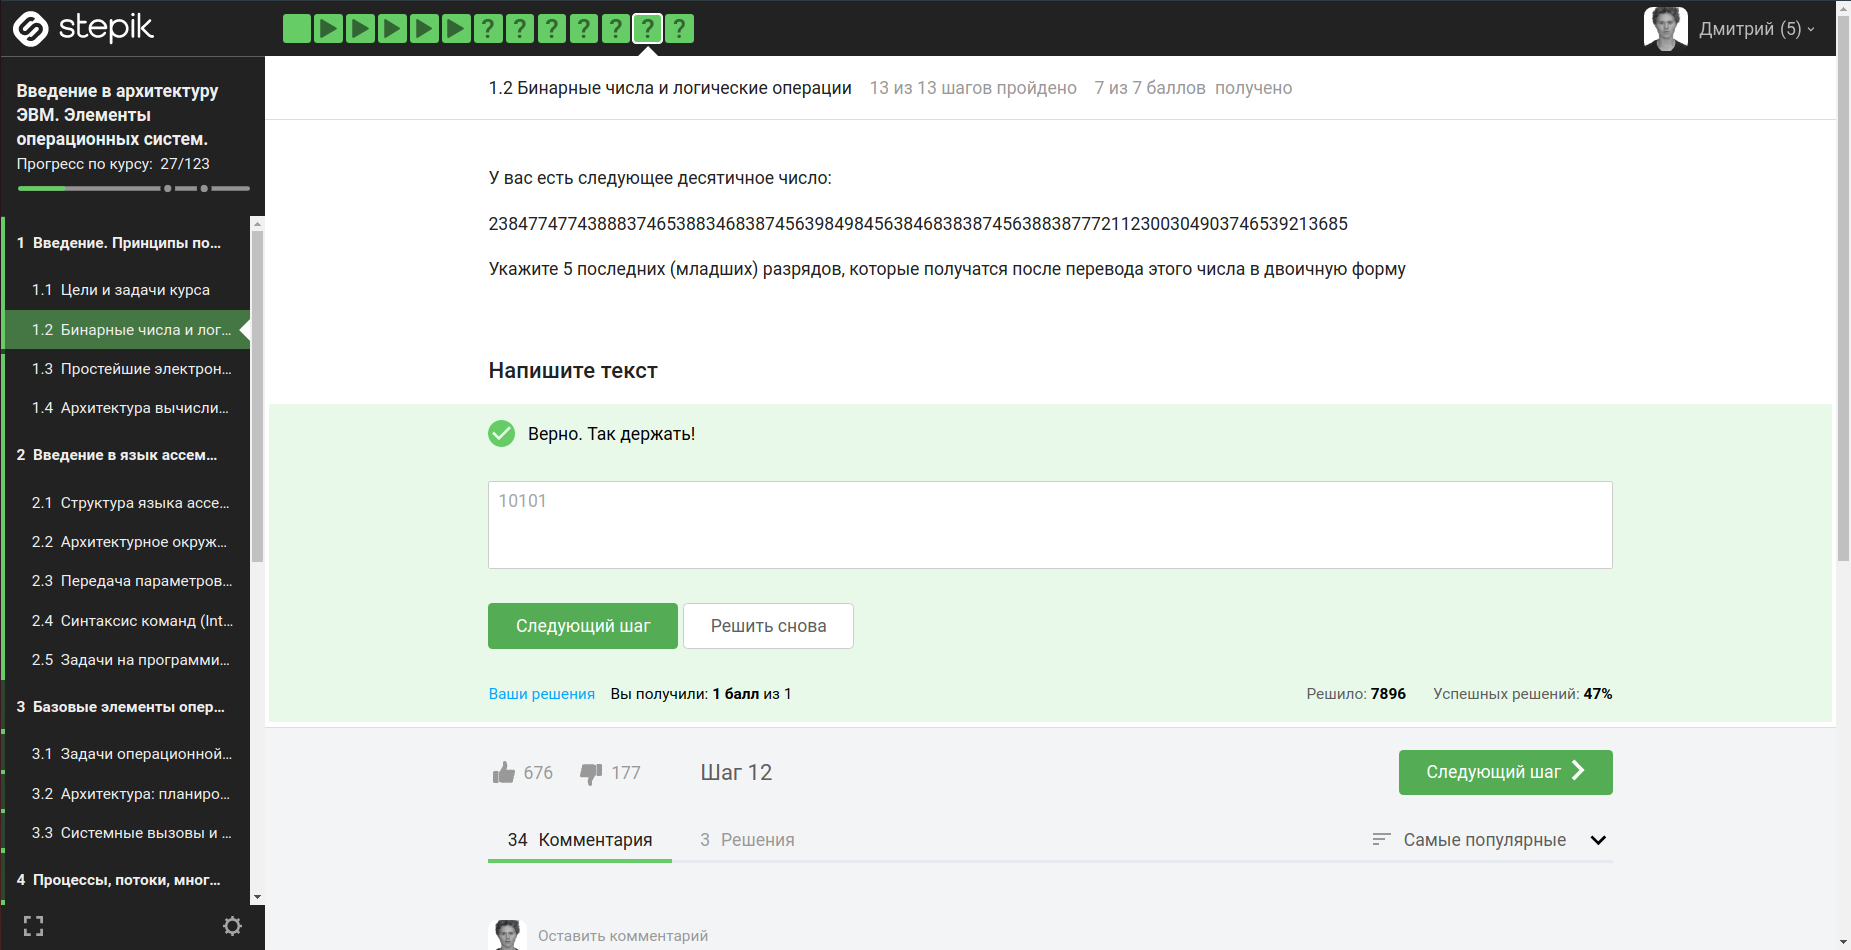 stepik
? ? ? ? ? ? ?
Дмитрий (5)
Введение в архитектуру
ЭВМ. Элементы
операционных систем.
Прогресс по курсу: 27/123
1 Введение. Принципы по...
1.1 Цели и задачи курса
1.2 Бинарные числа и лог...
1.3 Простейшие электрон...
1.4 Архитектура вычисли...
2 Введение в язык ассем...
2.1 Структура языка ассе...
2.2 Архитектурное окруж...
2.3 Передача параметров...
2.4 Синтаксис команд (Int...
2.5 Задачи на программи...
3 Базовые элементы опер...
3.1 Задачи операционной...
3.2 Архитектура: планиро...
3.3 Системные вызовы и ...
4 Процессы, потоки, мног...
1.2 Бинарные числа и логические операции 13 из 13 шагов пройдено 7 из 7 баллов получено
У вас есть следующее десятичное число:
2384774774388837465388346838745639849845638468383874563883877721123003049037465392​13685
Укажите 5 последних (младших) разрядов, которые получатся после перевода этого числа в двоичную форму
Напишите текст
Верно. Так держать!
10101
Следующий шаг Решить снова
Ваши решения Вы получили: 1 балл из 1 Решило: 7896 Успешных решений: 47%
676 177 Шаг 12 Следующий шаг
34 Комментария 3 Решения Самые популярные
Оставить комментарий